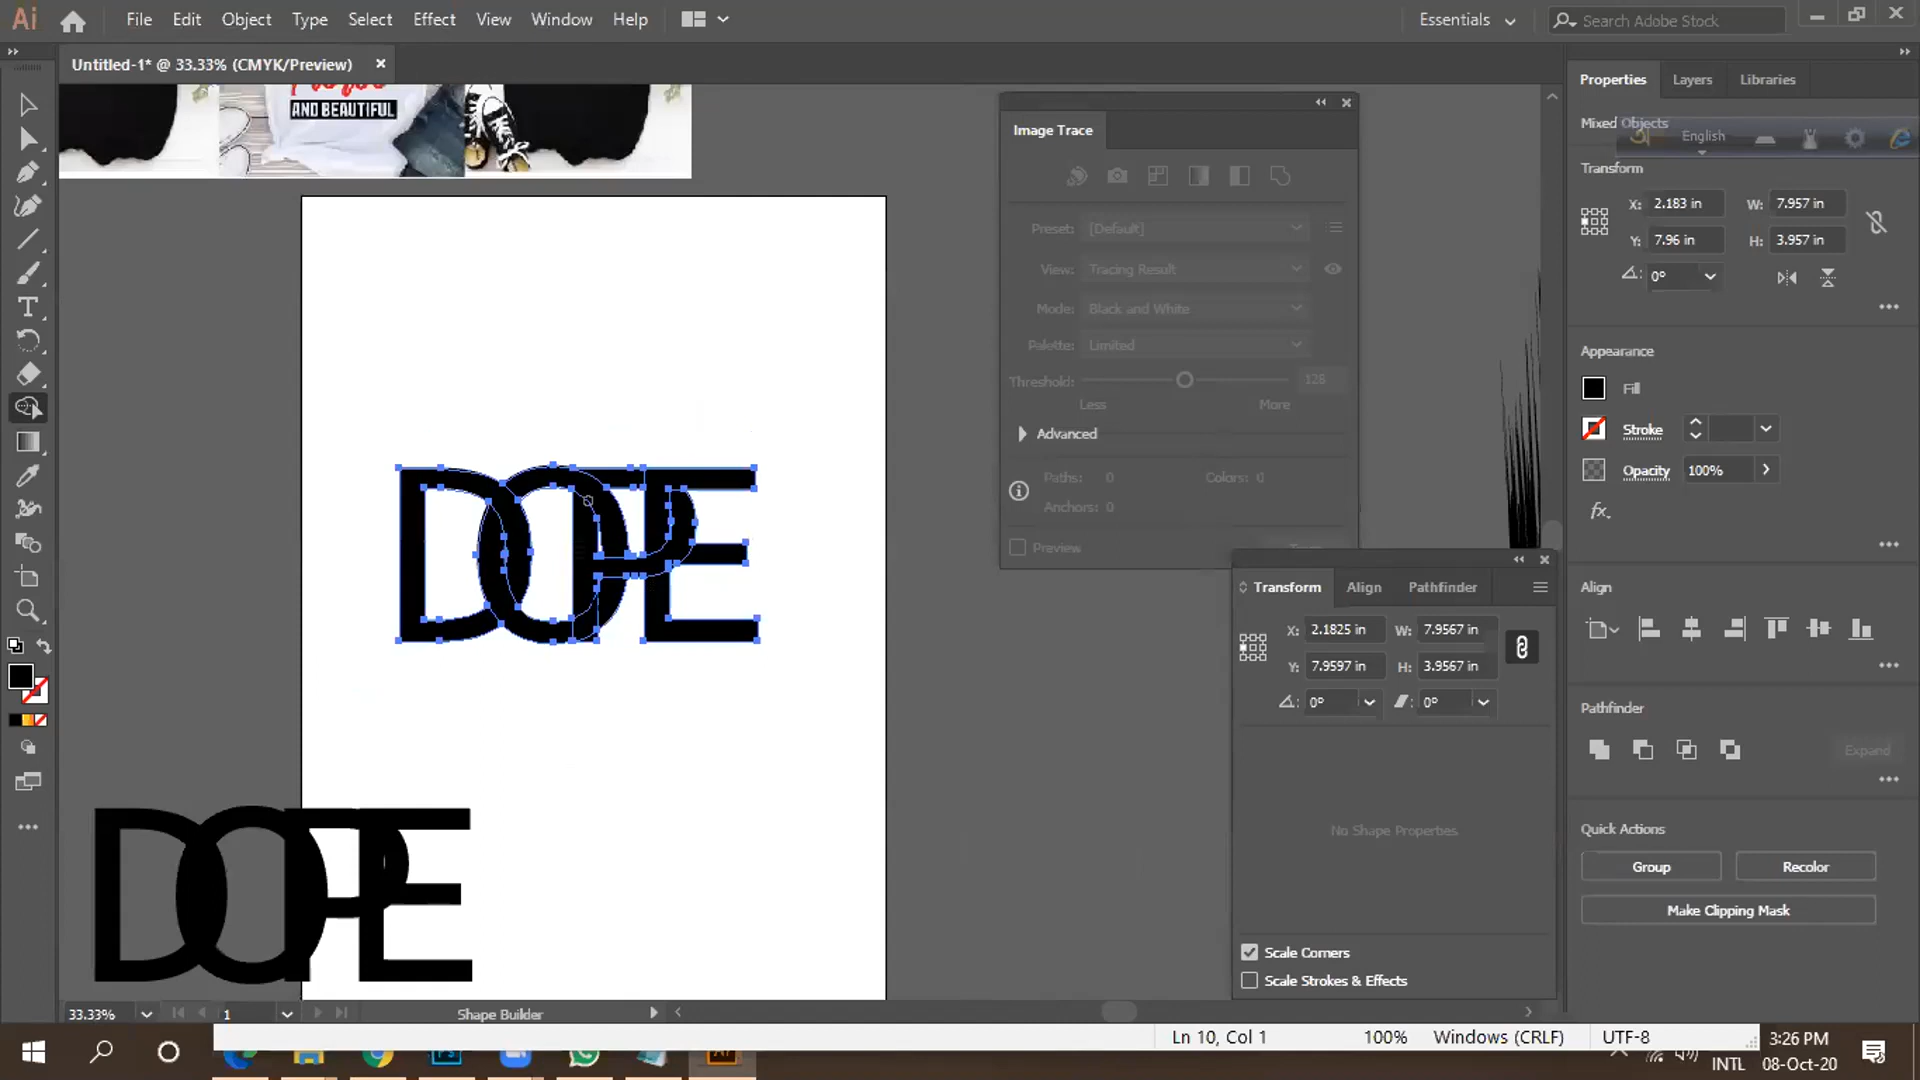 Ai File Edit Object Type Select Effect View Window Help Essentials Search Adobe Stock
Untitled-1* @ 33.33% (CMYK/Preview)
AND BEAUTIFUL
Image Trace
Preset: [Default]
View: Tracing Result
Mode: Black and White
Palette: Limited
Threshold: 128
Less More
Advanced
Paths: 0 Colors: 0
Anchors: 0
Preview
DOPE
DOPE
Transform Align Pathfinder
X: 2.1825 in W: 7.9567 in
Y: 7.9597 in H: 3.9567 in
0° 0°
No Shape Properties
Scale Corners
Scale Strokes & Effects
Properties Layers Libraries
Mixed Objects
English
Transform
X: 2.183 in W: 7.957 in
Y: 7.96 in H: 3.957 in
0°
Appearance
Fill
Stroke
Opacity 100%
fx.
Align
Pathfinder
Expand
Quick Actions
Group Recolor
Make Clipping Mask
33.33% 1 Shape Builder
Ln 10, Col 1 100% Windows (CRLF) UTF-8
3:26 PM
INTL 08-Oct-20